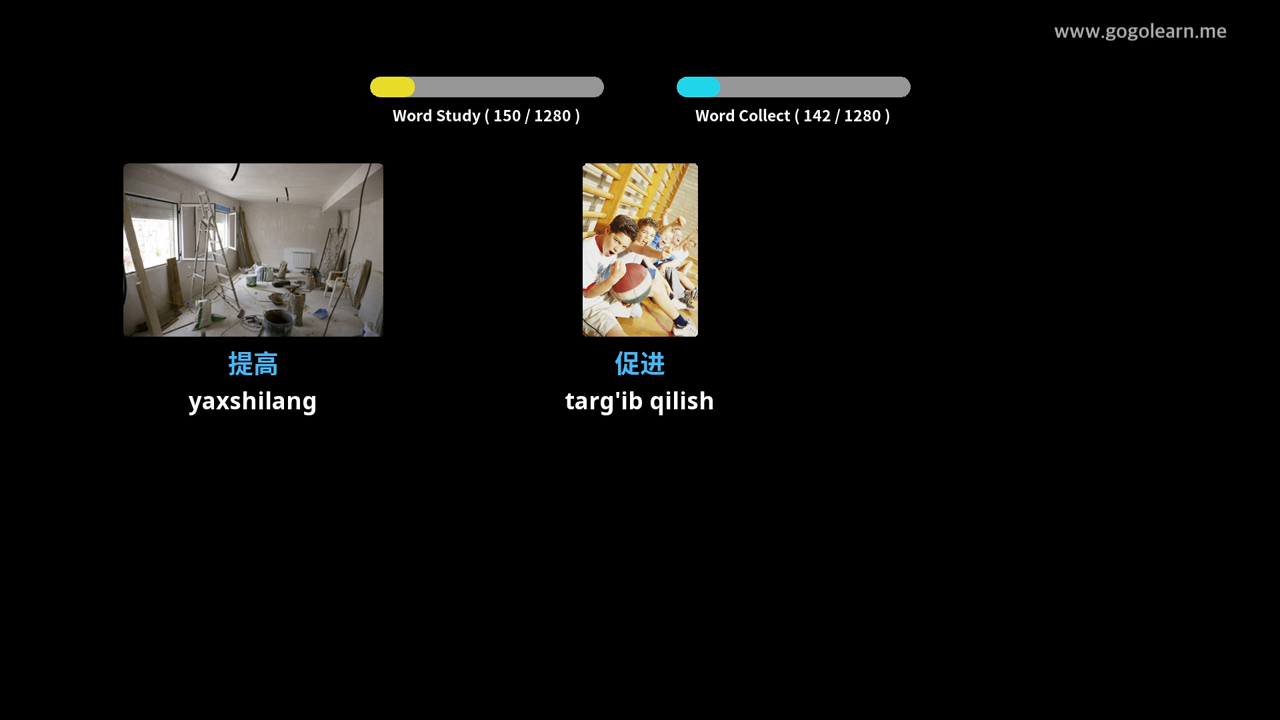 www.gogolearn.me
Word Study ( 150 / 1280 )
Word Collect ( 142 / 1280 )
提高
yaxshilang
促进
targ'ib qilish